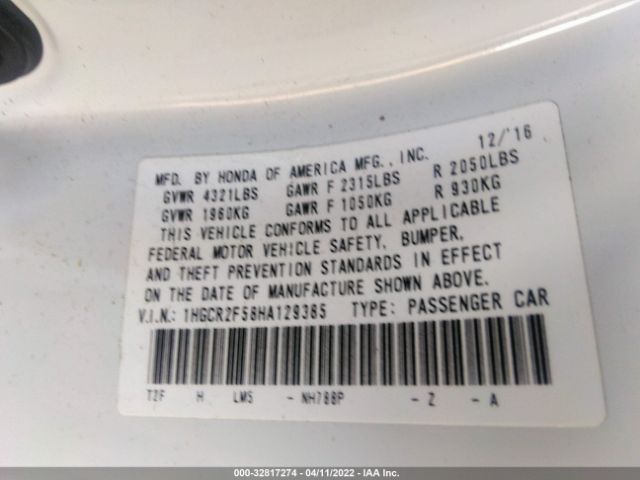 12/'16
MFD. BY HONDA OF AMERICA MFG., INC.
GVWR 4321LBS GAWR F 2315LBS R 2050LBS
GVWR 1960KG GAWR F 1050KG R 930KG
THIS VEHICLE CONFORMS TO ALL APPLICABLE
FEDERAL MOTOR VEHICLE SAFETY, BUMPER,
AND THEFT PREVENTION STANDARDS IN EFFECT
ON THE DATE OF MANUFACTURE SHOWN ABOVE.
V.I.N.: 1HGCR2F58HA129385 TYPE: PASSENGER CAR
T2F H LMS - NH788P - Z - A
000-32817274 - 04/11/2022 - IAA Inc.